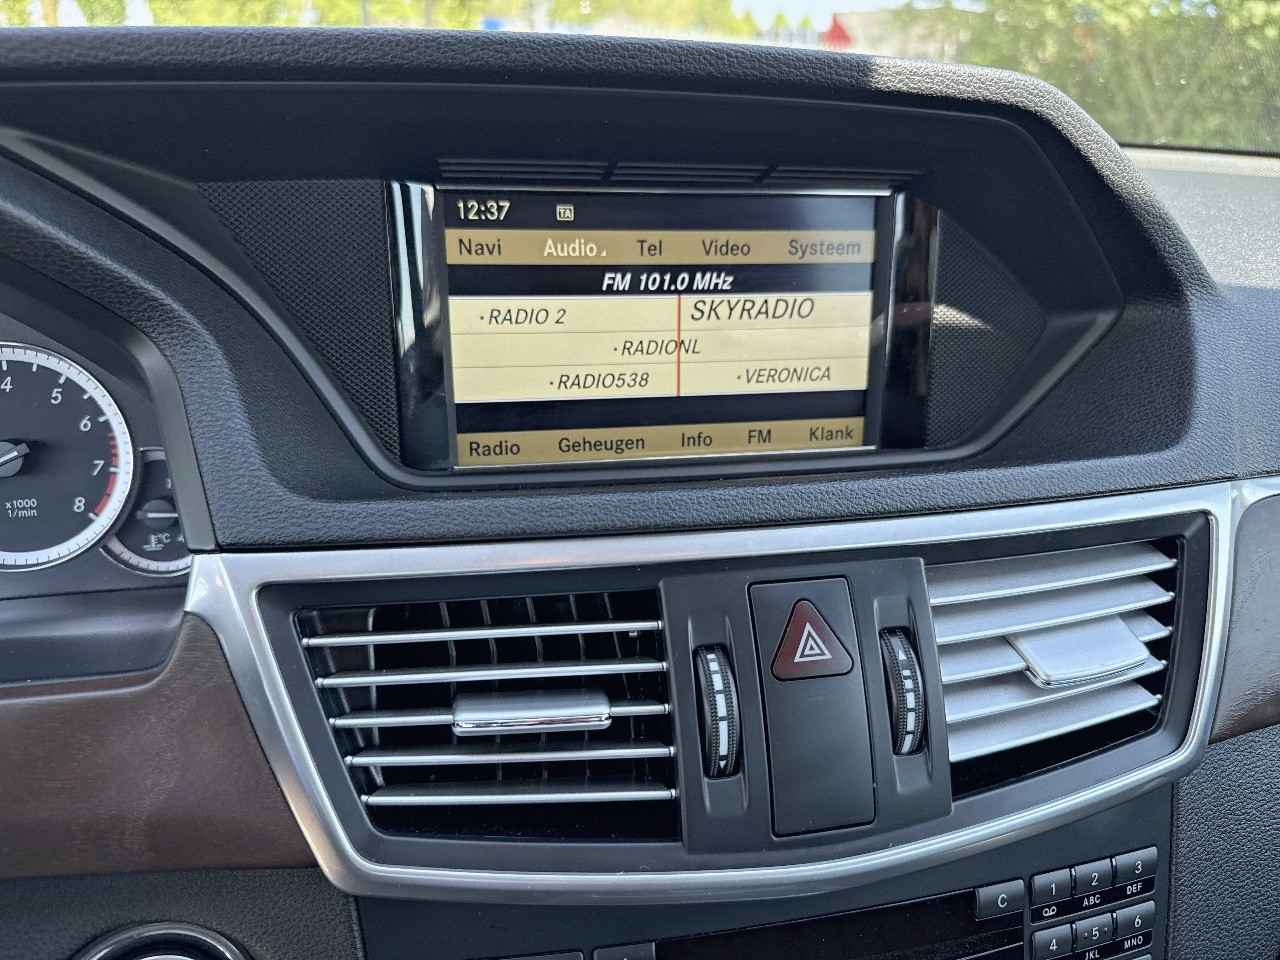 12:37 TA
Navi Audio Tel Video Systeem
FM 101.0 MHz
·RADIO 2 SKYRADIO
·RADIONL
·RADIO538 ·VERONICA
Radio Geheugen Info FM Klank
4
5
6
7
8
x1000
1/min
°C
C 1 2 3
ABC DEF
4 ·5· 6
JKL MNO